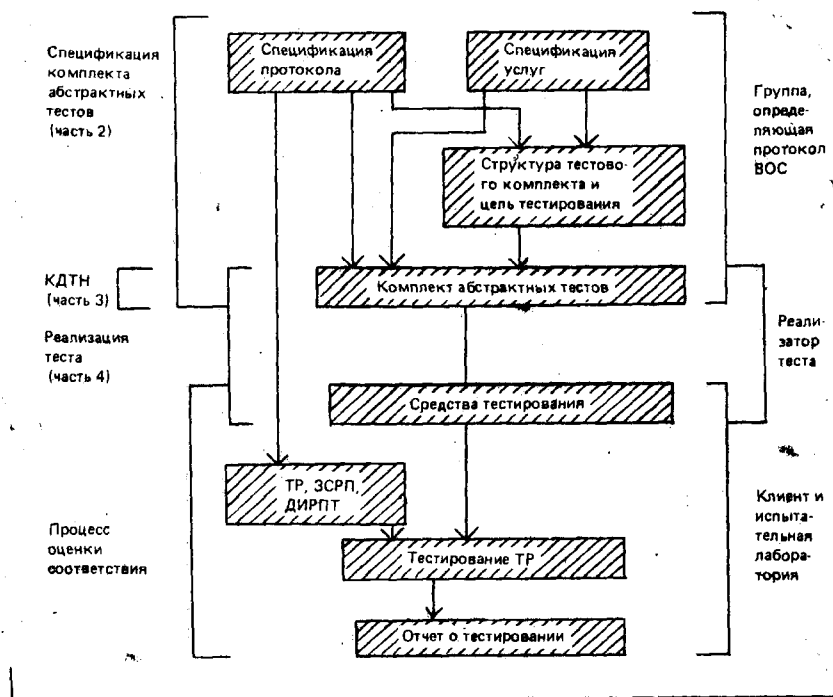 Спецификация
комплекта
абстрактных
тестов
(часть 2)
Спецификация
протокола
Спецификация
услуг
Группа,
опреде-
ляющая
протокол
ВОС
Структура тестово-
го комплекта и
цель тестирования
КДТН
(часть 3)
Комплект абстрактных тестов
Реализация
теста
(часть 4)
Реали-
затор
теста
Средства тестирования
ТР, ЗСРП,
ДИРПТ
Клиент и
испыта-
тельная
лабора-
тория
Процесс
оценки
соответствия
Тестирование ТР
Отчет о тестировании